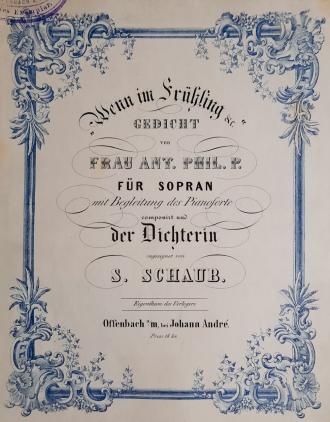 „Wenn im Frühling &c."
GEDICHT
von
FRAU ANT. PHIL. P.
FÜR SOPRAN
mit Begleitung des Pianoforte
componirt und
der Dichterin
zugeeignet von
S. SCHAUB.
Eigenthum des Verlegers
Offenbach a/m, bei Johann André.